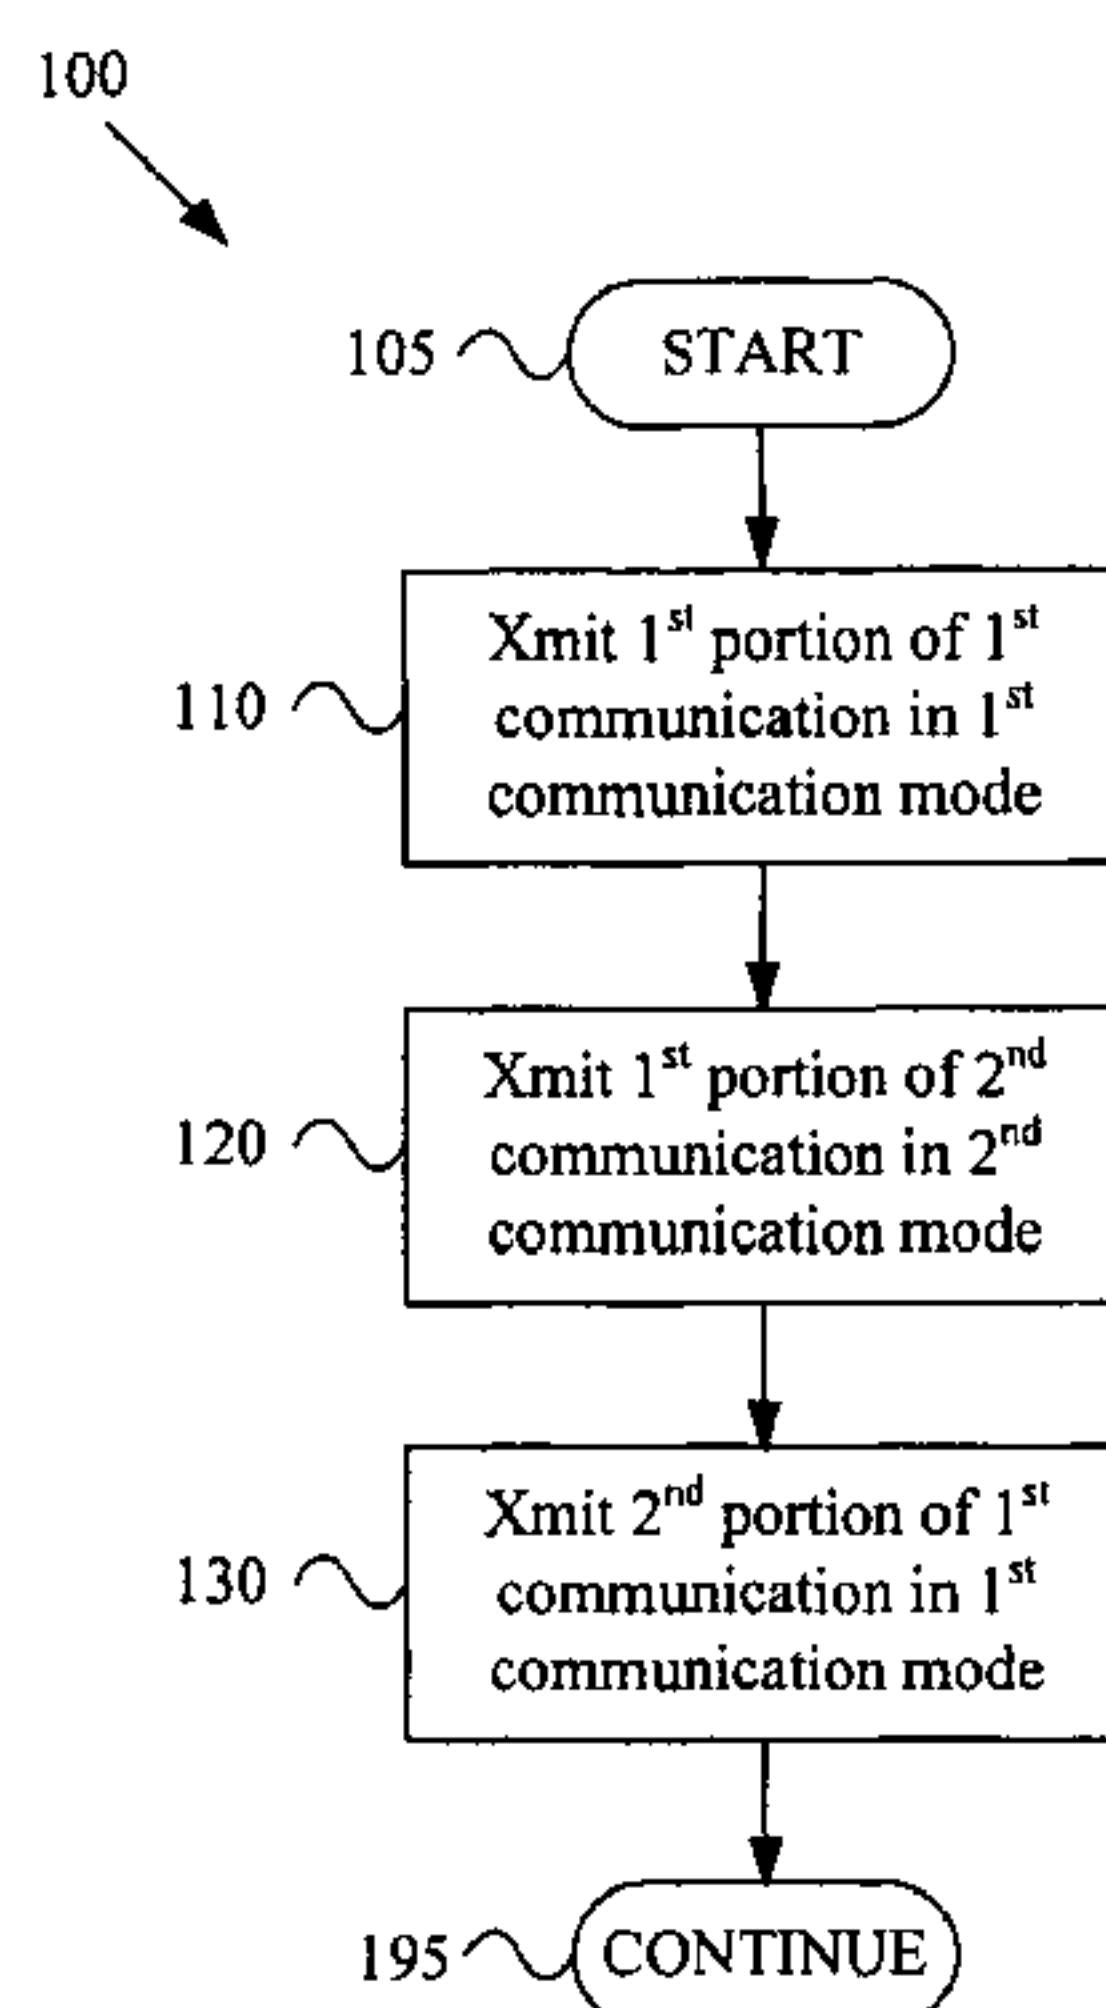 100
105
START
110
Xmit 1st portion of 1st
communication in 1st
communication mode
120
Xmit 1st portion of 2nd
communication in 2nd
communication mode
130
Xmit 2nd portion of 1st
communication in 1st
communication mode
195
CONTINUE